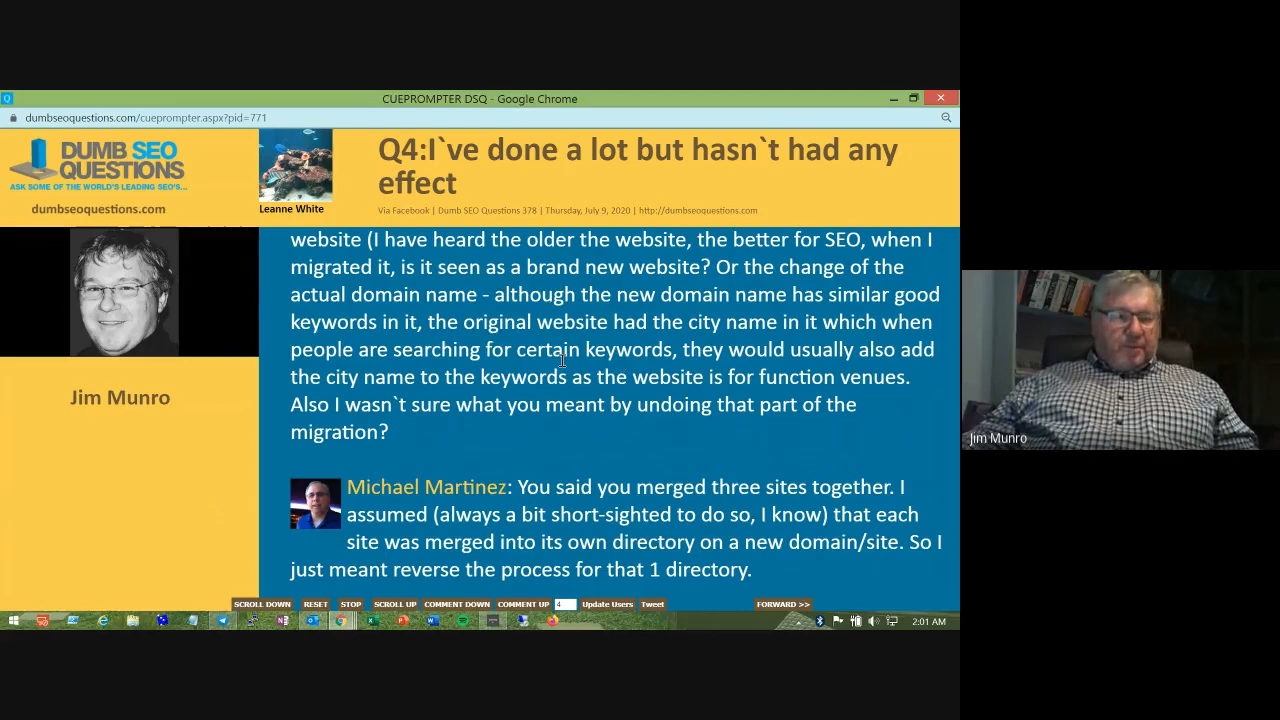 CUEPROMPTER DSQ - Google Chrome
dumbseoquestions.com/cueprompter.aspx?pid=771
DUMB SEO
QUESTIONS
ASK SOME OF THE WORLD'S LEADING SEO'S...
dumbseoquestions.com
Leanne White
Q4:I`ve done a lot but hasn`t had any
effect
Via Facebook | Dumb SEO Questions 378 | Thursday, July 9, 2020 | http://dumbseoquestions.com
Jim Munro
website (I have heard the older the website, the better for SEO, when I
migrated it, is it seen as a brand new website? Or the change of the
actual domain name - although the new domain name has similar good
keywords in it, the original website had the city name in it which when
people are searching for certain keywords, they would usually also add
the city name to the keywords as the website is for function venues.
Also I wasn`t sure what you meant by undoing that part of the
migration?
Michael Martinez: You said you merged three sites together. I
assumed (always a bit short-sighted to do so, I know) that each
site was merged into its own directory on a new domain/site. So I
just meant reverse the process for that 1 directory.
SCROLL DOWN RESET STOP SCROLL UP COMMENT DOWN COMMENT UP 4 Update Users Tweet FORWARD >>
2:01 AM
Jim Munro